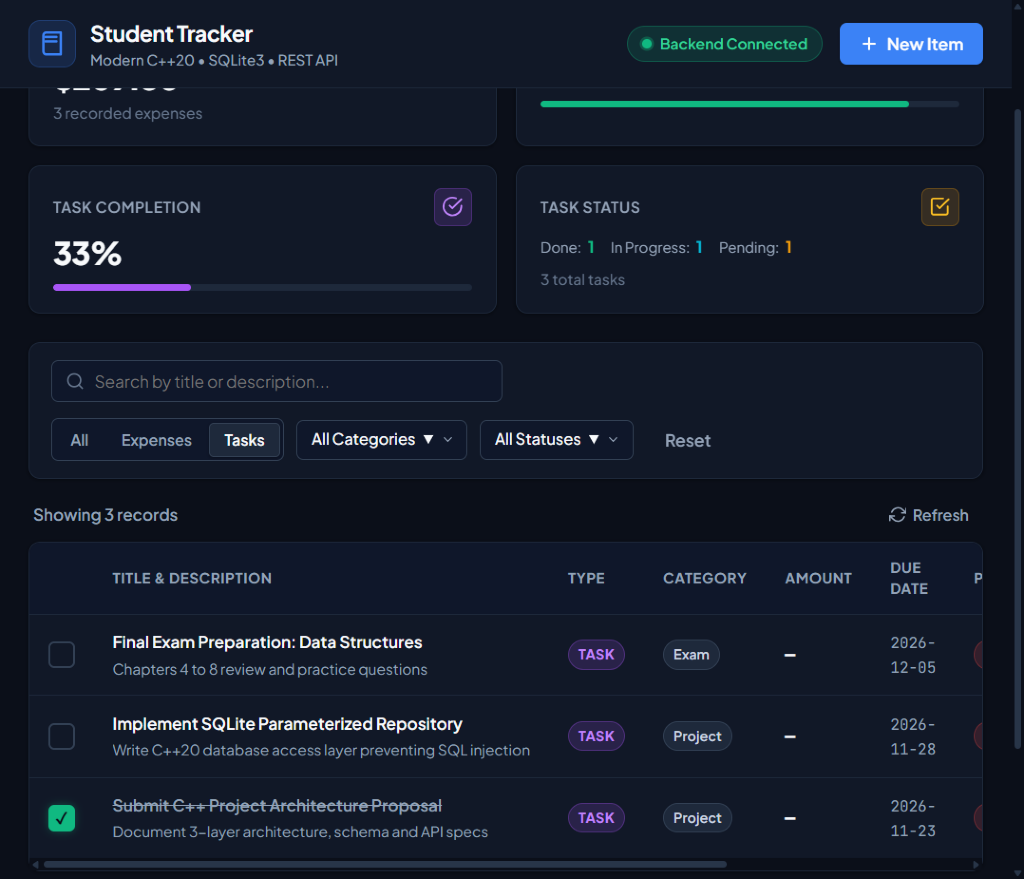 Student Tracker
Modern C++20 • SQLite3 • REST API
Backend Connected
+ New Item
3 recorded expenses
TASK COMPLETION
33%
TASK STATUS
Done: 1 In Progress: 1 Pending: 1
3 total tasks
Search by title or description...
All Expenses Tasks All Categories ▼ All Statuses ▼ Reset
Showing 3 records
Refresh
TITLE & DESCRIPTION TYPE CATEGORY AMOUNT DUE DATE P
Final Exam Preparation: Data Structures
Chapters 4 to 8 review and practice questions
TASK Exam – 2026-12-05
Implement SQLite Parameterized Repository
Write C++20 database access layer preventing SQL injection
TASK Project – 2026-11-28
Submit C++ Project Architecture Proposal
Document 3-layer architecture, schema and API specs
TASK Project – 2026-11-23